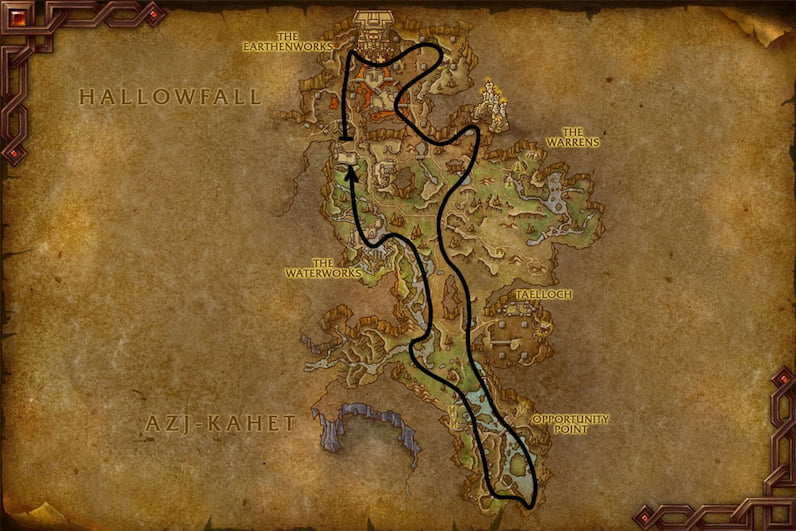 THE
EARTHENWORKS
HALLOWFALL
THE
WARRENS
THE
WATERWORKS
TAELLOCH
AZJ-KAHET
OPPORTUNITY
POINT